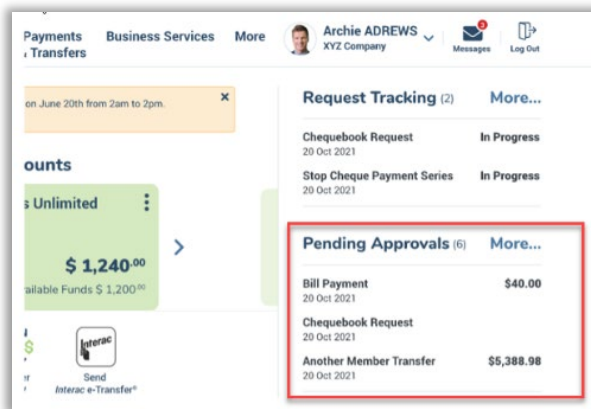 Payments
& Transfers
Business Services
More
Archie ADREWS
XYZ Company
3
Messages
Log Out
on June 20th from 2am to 2pm.
×
ounts
s Unlimited
$ 1,240.00
ailable Funds $ 1,200.00
Interac
Send
Interac e-Transfer®
Request Tracking (2)
More...
Chequebook Request
In Progress
20 Oct 2021
Stop Cheque Payment Series
In Progress
20 Oct 2021
Pending Approvals (6)
More...
Bill Payment
$40.00
20 Oct 2021
Chequebook Request
20 Oct 2021
Another Member Transfer
$5,388.98
20 Oct 2021